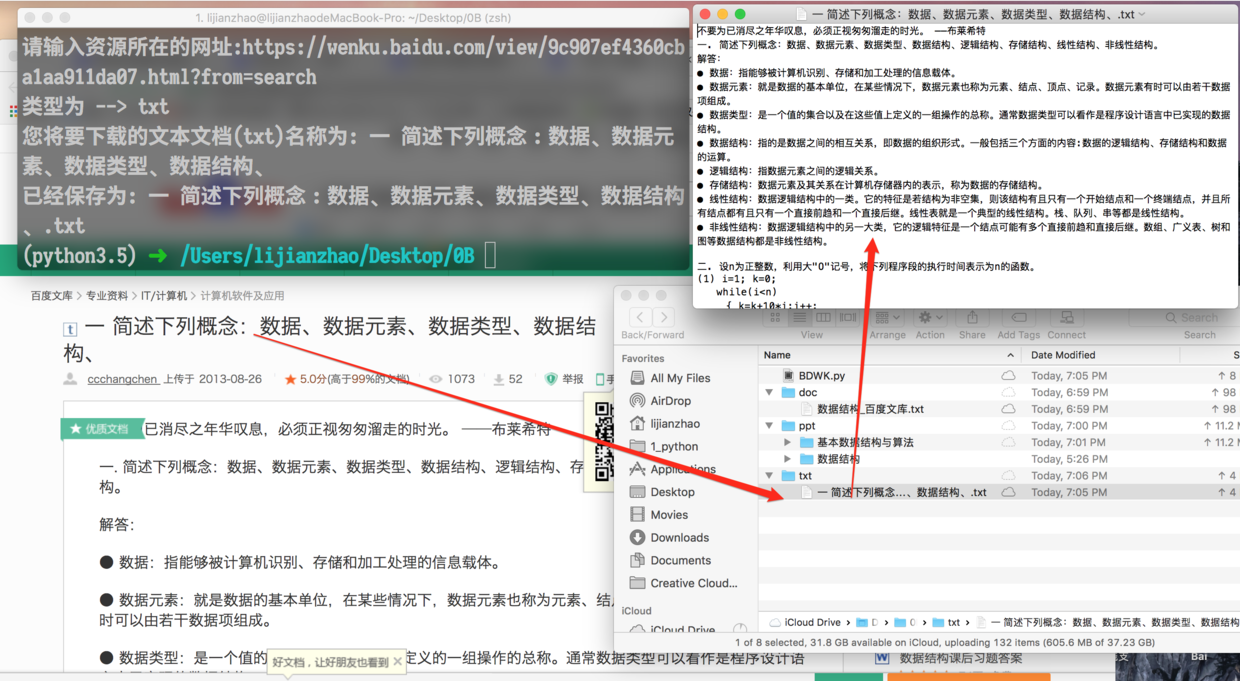 1. lijianzhao@lijianzhaodeMacBook-Pro: ~/Desktop/0B (zsh)
请输入资源所在的网址:https://wenku.baidu.com/view/9c907ef4360cb
a1aa911da07.html?from=search
类型为 --> txt
您将要下载的文本文档(txt)名称为: 一 简述下列概念：数据、数据元
素、数据类型、数据结构、
已经保存为: 一 简述下列概念：数据、数据元素、数据类型、数据结构
、.txt
(python3.5) ➜ /Users/lijianzhao/Desktop/0B
一 简述下列概念：数据、数据元素、数据类型、数据结构、.txt
不要为已消尽之年华叹息，必须正视匆匆溜走的时光。 —布莱希特
一. 简述下列概念：数据、数据元素、数据类型、数据结构、逻辑结构、存储结构、线性结构、非线性结构。
解答：
● 数据：指能够被计算机识别、存储和加工处理的信息载体。
● 数据元素：就是数据的基本单位，在某些情况下，数据元素也称为元素、结点、顶点、记录。数据元素有时可以由若干数据
项组成。
● 数据类型：是一个值的集合以及在这些值上定义的一组操作的总称。通常数据类型可以看作是程序设计语言中已实现的数据
结构。
● 数据结构：指的是数据之间的相互关系，即数据的组织形式。一般包括三个方面的内容：数据的逻辑结构、存储结构和数据
的运算。
● 逻辑结构：指数据元素之间的逻辑关系。
● 存储结构：数据元素及其关系在计算机存储器内的表示，称为数据的存储结构。
● 线性结构：数据逻辑结构中的一类。它的特征是若结构为非空集，则该结构有且只有一个开始结点和一个终端结点，并且所
有结点都有且只有一个直接前趋和一个直接后继。线性表就是一个典型的线性结构。栈、队列、串等都是线性结构。
● 非线性结构：数据逻辑结构中的另一大类，它的逻辑特征是一个结点可能有多个直接前趋和直接后继。数组、广义表、树和
图等数据结构都是非线性结构。
二. 设n为正整数，利用大"O"记号，将下列程序段的执行时间表示为n的函数。
(1) i=1; k=0;
while(i<n)
{ k=k+10*i;i++;
百度文库 > 专业资料 > IT/计算机 > 计算机软件及应用
一 简述下列概念：数据、数据元素、数据类型、数据结
构、
ccchangchen 上传于 2013-08-26 5.0分(高于99%的文档) 1073 52 举报 手
优质文档 已消尽之年华叹息，必须正视匆匆溜走的时光。 ——布莱希特
一. 简述下列概念：数据、数据元素、数据类型、数据结构、逻辑结构、存
构。
解答：
● 数据：指能够被计算机识别、存储和加工处理的信息载体。
● 数据元素：就是数据的基本单位，在某些情况下，数据元素也称为元素、结
时可以由若干数据项组成。
● 数据类型：是一个值的 定义的一组操作的总称。通常数据类型可以看作是程序设计语
好文档，让好朋友也看到 ×
Back/Forward View Arrange Action Share Add Tags Connect Search
Search
Favorites
All My Files
AirDrop
lijianzhao
1_python
Applications
Desktop
Movies
Downloads
Documents
Creative Cloud...
iCloud
iCloud Drive
Name Date Modified S
BDWK.py Today, 7:05 PM ↑ 8
doc Today, 6:59 PM ↑ 98
数据结构_百度文库.txt Today, 6:59 PM ↑ 98
ppt Today, 7:00 PM ↑ 11.2
基本数据结构与算法 Today, 7:01 PM ↑ 11.2
数据结构 Today, 5:26 PM
txt Today, 7:06 PM ↑ 4
一 简述下列概念...、数据结构、.txt Today, 7:05 PM ↑ 4
iCloud Drive > D > 0 > txt > 一 简述下列概念：数据、数据元素、数据类型、数据结构
1 of 8 selected, 31.8 GB available on iCloud, uploading 132 items (605.6 MB of 37.23 GB)
数据结构课后习题答案
Bai